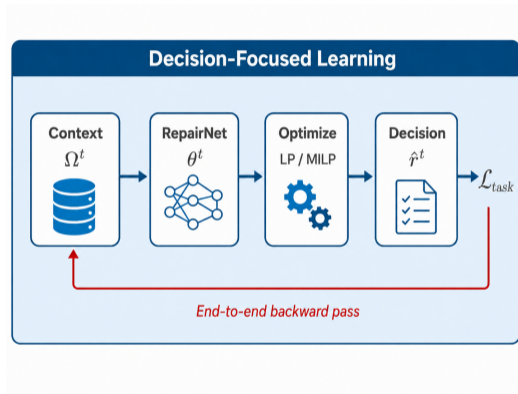 Decision-Focused Learning
Context
Ω^t
RepairNet
θ^t
Optimize
LP / MILP
Decision
r̂^t
ℒ_task
End-to-end backward pass